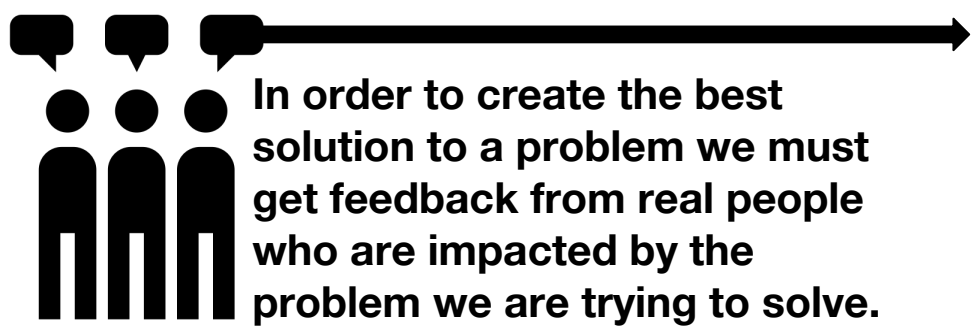 In order to create the best
solution to a problem we must
get feedback from real people
who are impacted by the
problem we are trying to solve.